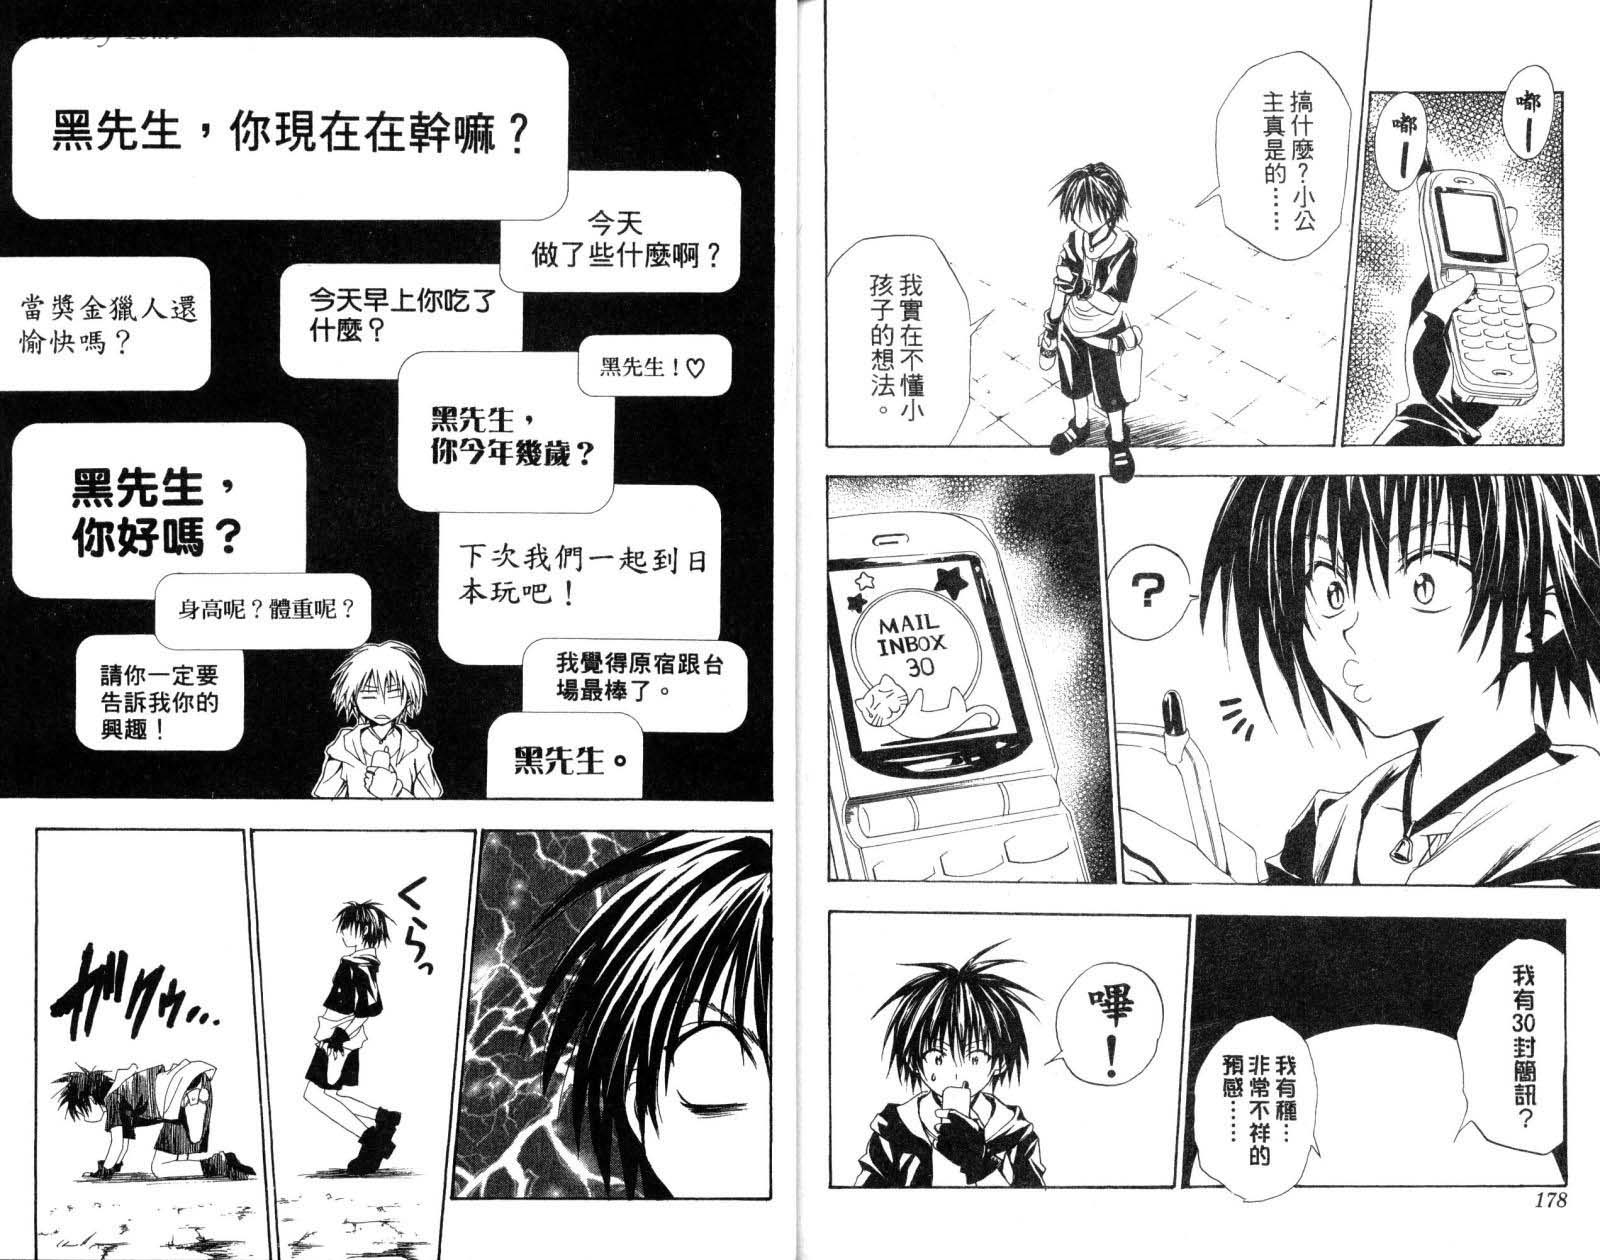 嘟—
嘟—
搞什麼？小公
主真是的……
我實在不懂小
孩子的想法。
？
MAIL
INBOX
30
我有30封簡訊？
我有種…
非常不祥的
預感……
嗶！
178
黑先生，你現在在幹嘛？
今天
做了些什麼啊？
當獎金獵人還
愉快嗎？
今天早上你吃了
什麼？
黑先生！♡
黑先生，
你今年幾歲？
黑先生，
你好嗎？
下次我們一起到日
本玩吧！
身高呢？體重呢？
請你一定要
告訴我你的
興趣！
我覺得原宿跟台
場最棒了。
黑先生。
くらっ
ガグゥ…